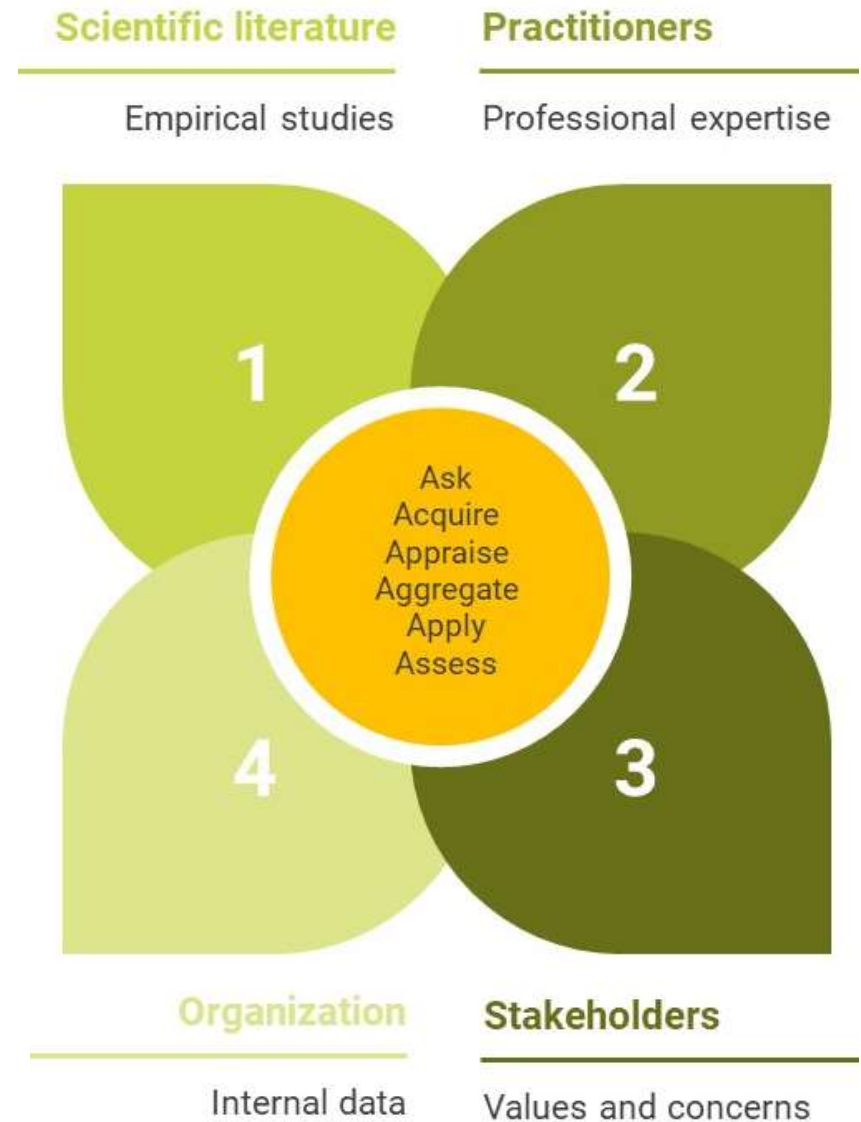 Scientific literature
Practitioners
Empirical studies
Professional expertise
1
2
Ask
Acquire
Appraise
Aggregate
Apply
Assess
4
3
Organization
Stakeholders
Internal data
Values and concerns